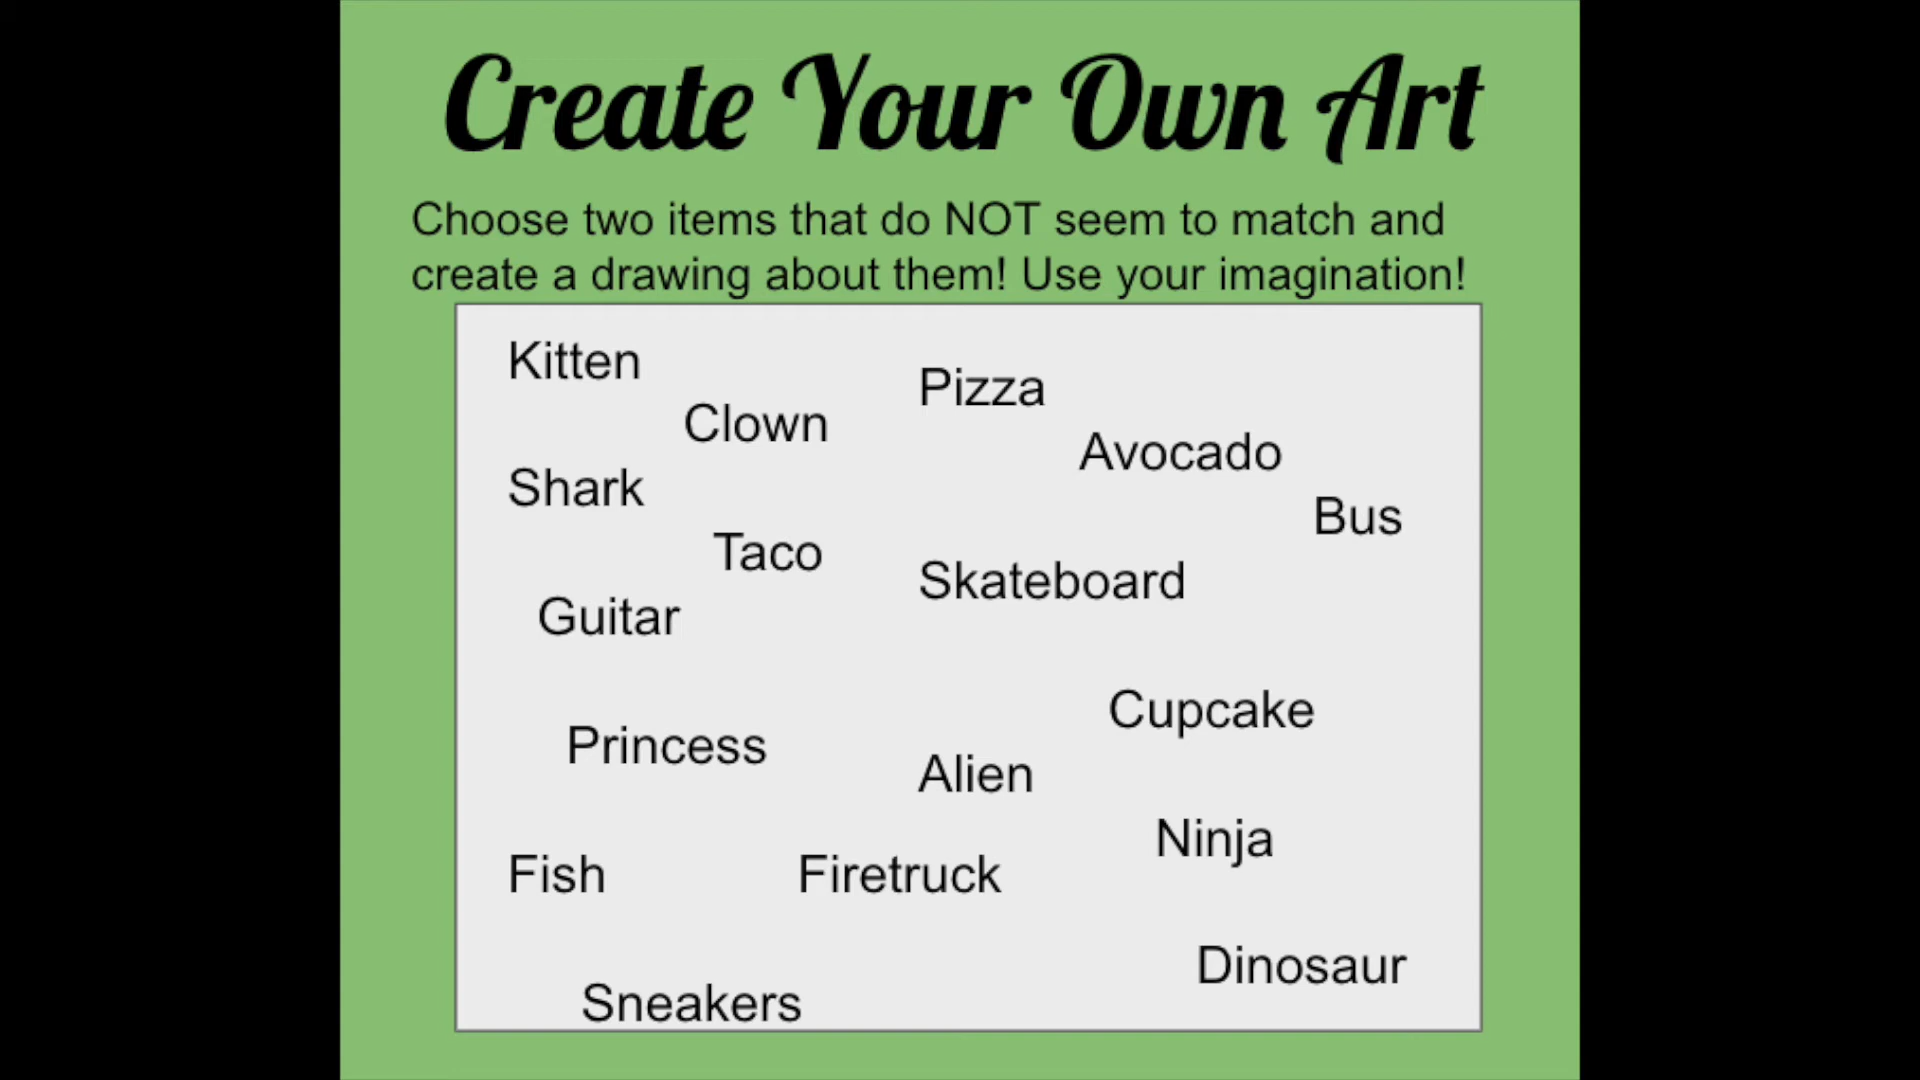 Create Your Own Art
Choose two items that do NOT seem to match and
create a drawing about them! Use your imagination!
Kitten
Pizza
Clown
Avocado
Shark
Bus
Taco
Skateboard
Guitar
Cupcake
Princess
Alien
Ninja
Fish
Firetruck
Dinosaur
Sneakers